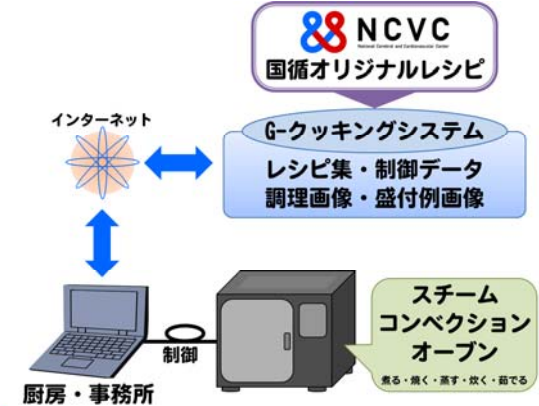 NCVC
National Cerebral and Cardiovascular Center
国循オリジナルレシピ
インターネット
G-クッキングシステム
レシピ集・制御データ
調理画像・盛付例画像
スチーム
コンベクション
オーブン
煮る・焼く・蒸す・炊く・茹でる
制御
厨房・事務所